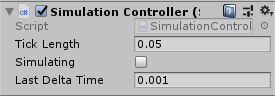 Simulation Controller (S
Script SimulationControl
Tick Length 0.05
Simulating
Last Delta Time 0.001